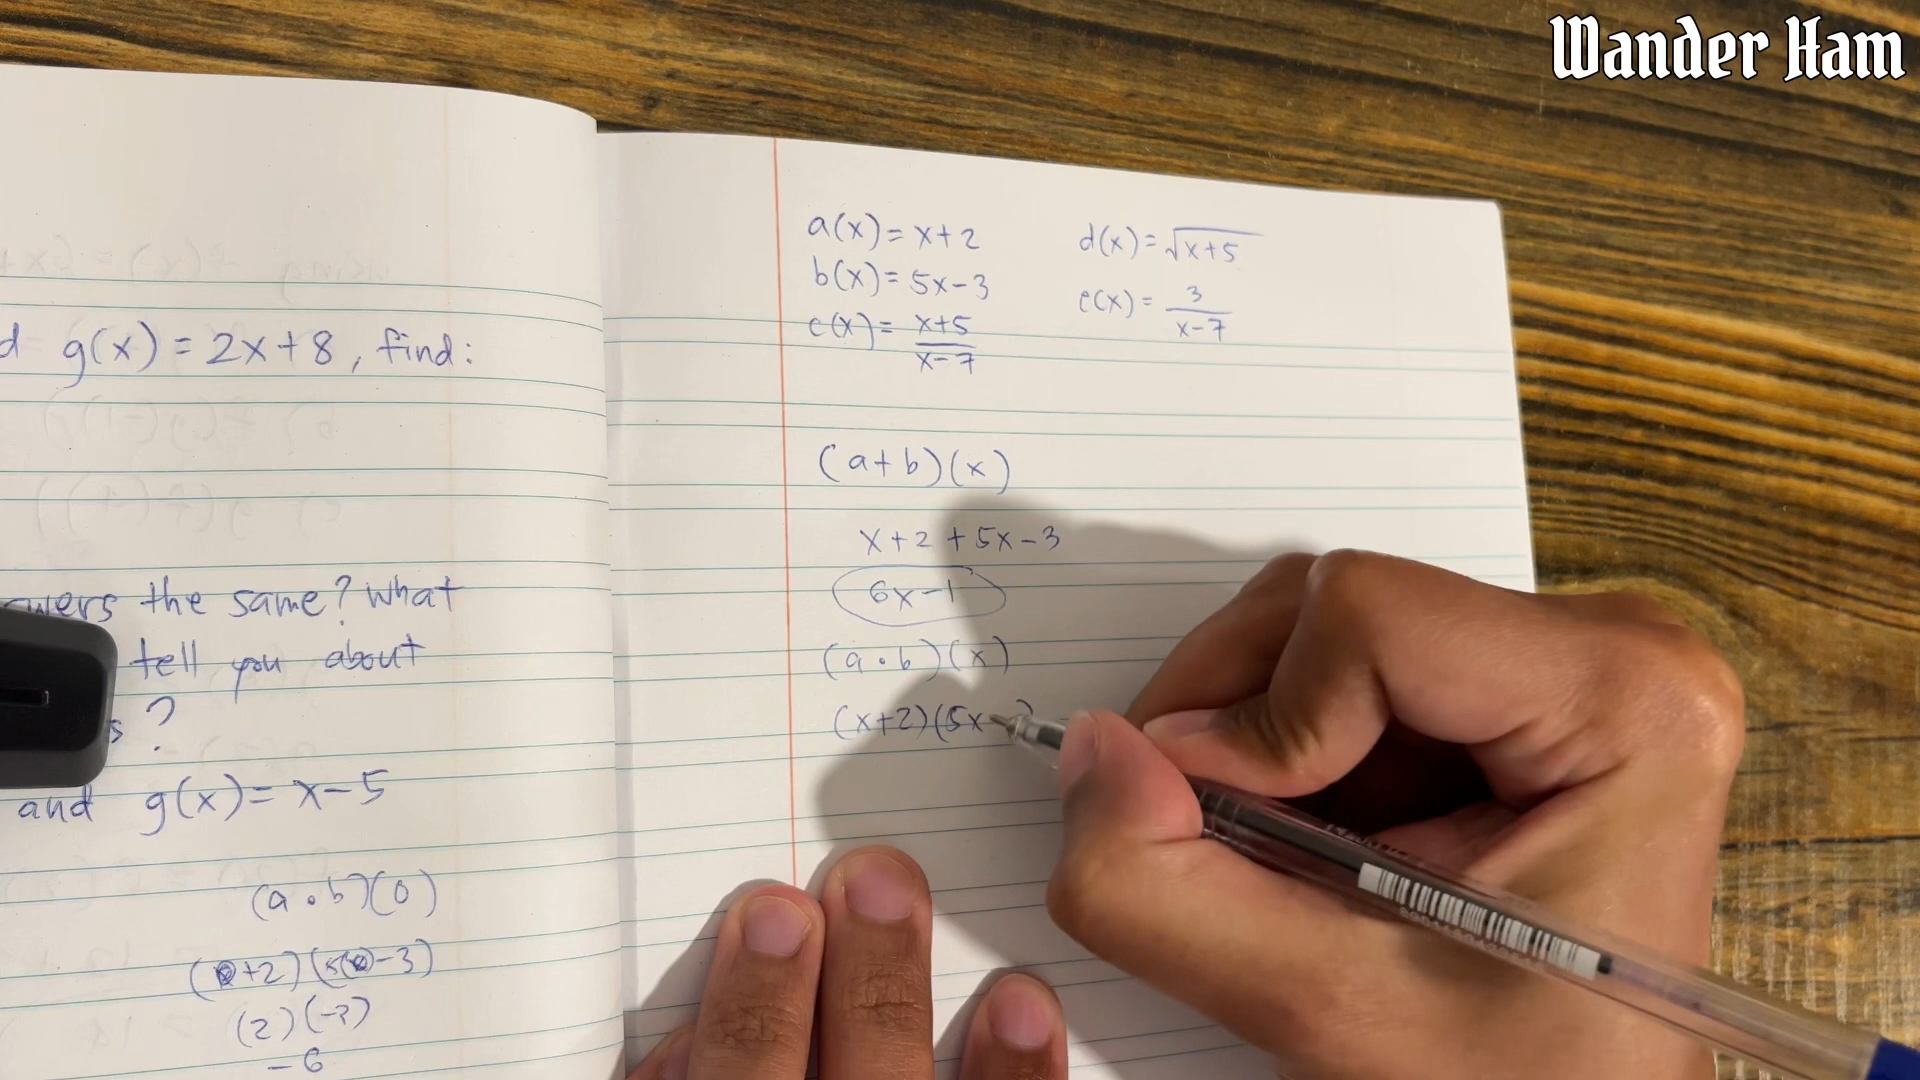 Wander Ham
d g(x) = 2x+8, find:
wers the same? What
tell you about
s?
and g(x) = x-5
(a • b)(0)
(0+2)(5(0)-3)
(2)(-3)
-6
a(x) = x+2
b(x) = 5x-3
c(x) = x+5
x-7
d(x) = √x+5
e(x) = 3
x-7
(a+b)(x)
x+2+5x-3
6x-1
(a • b)(x)
(x+2)(5x-